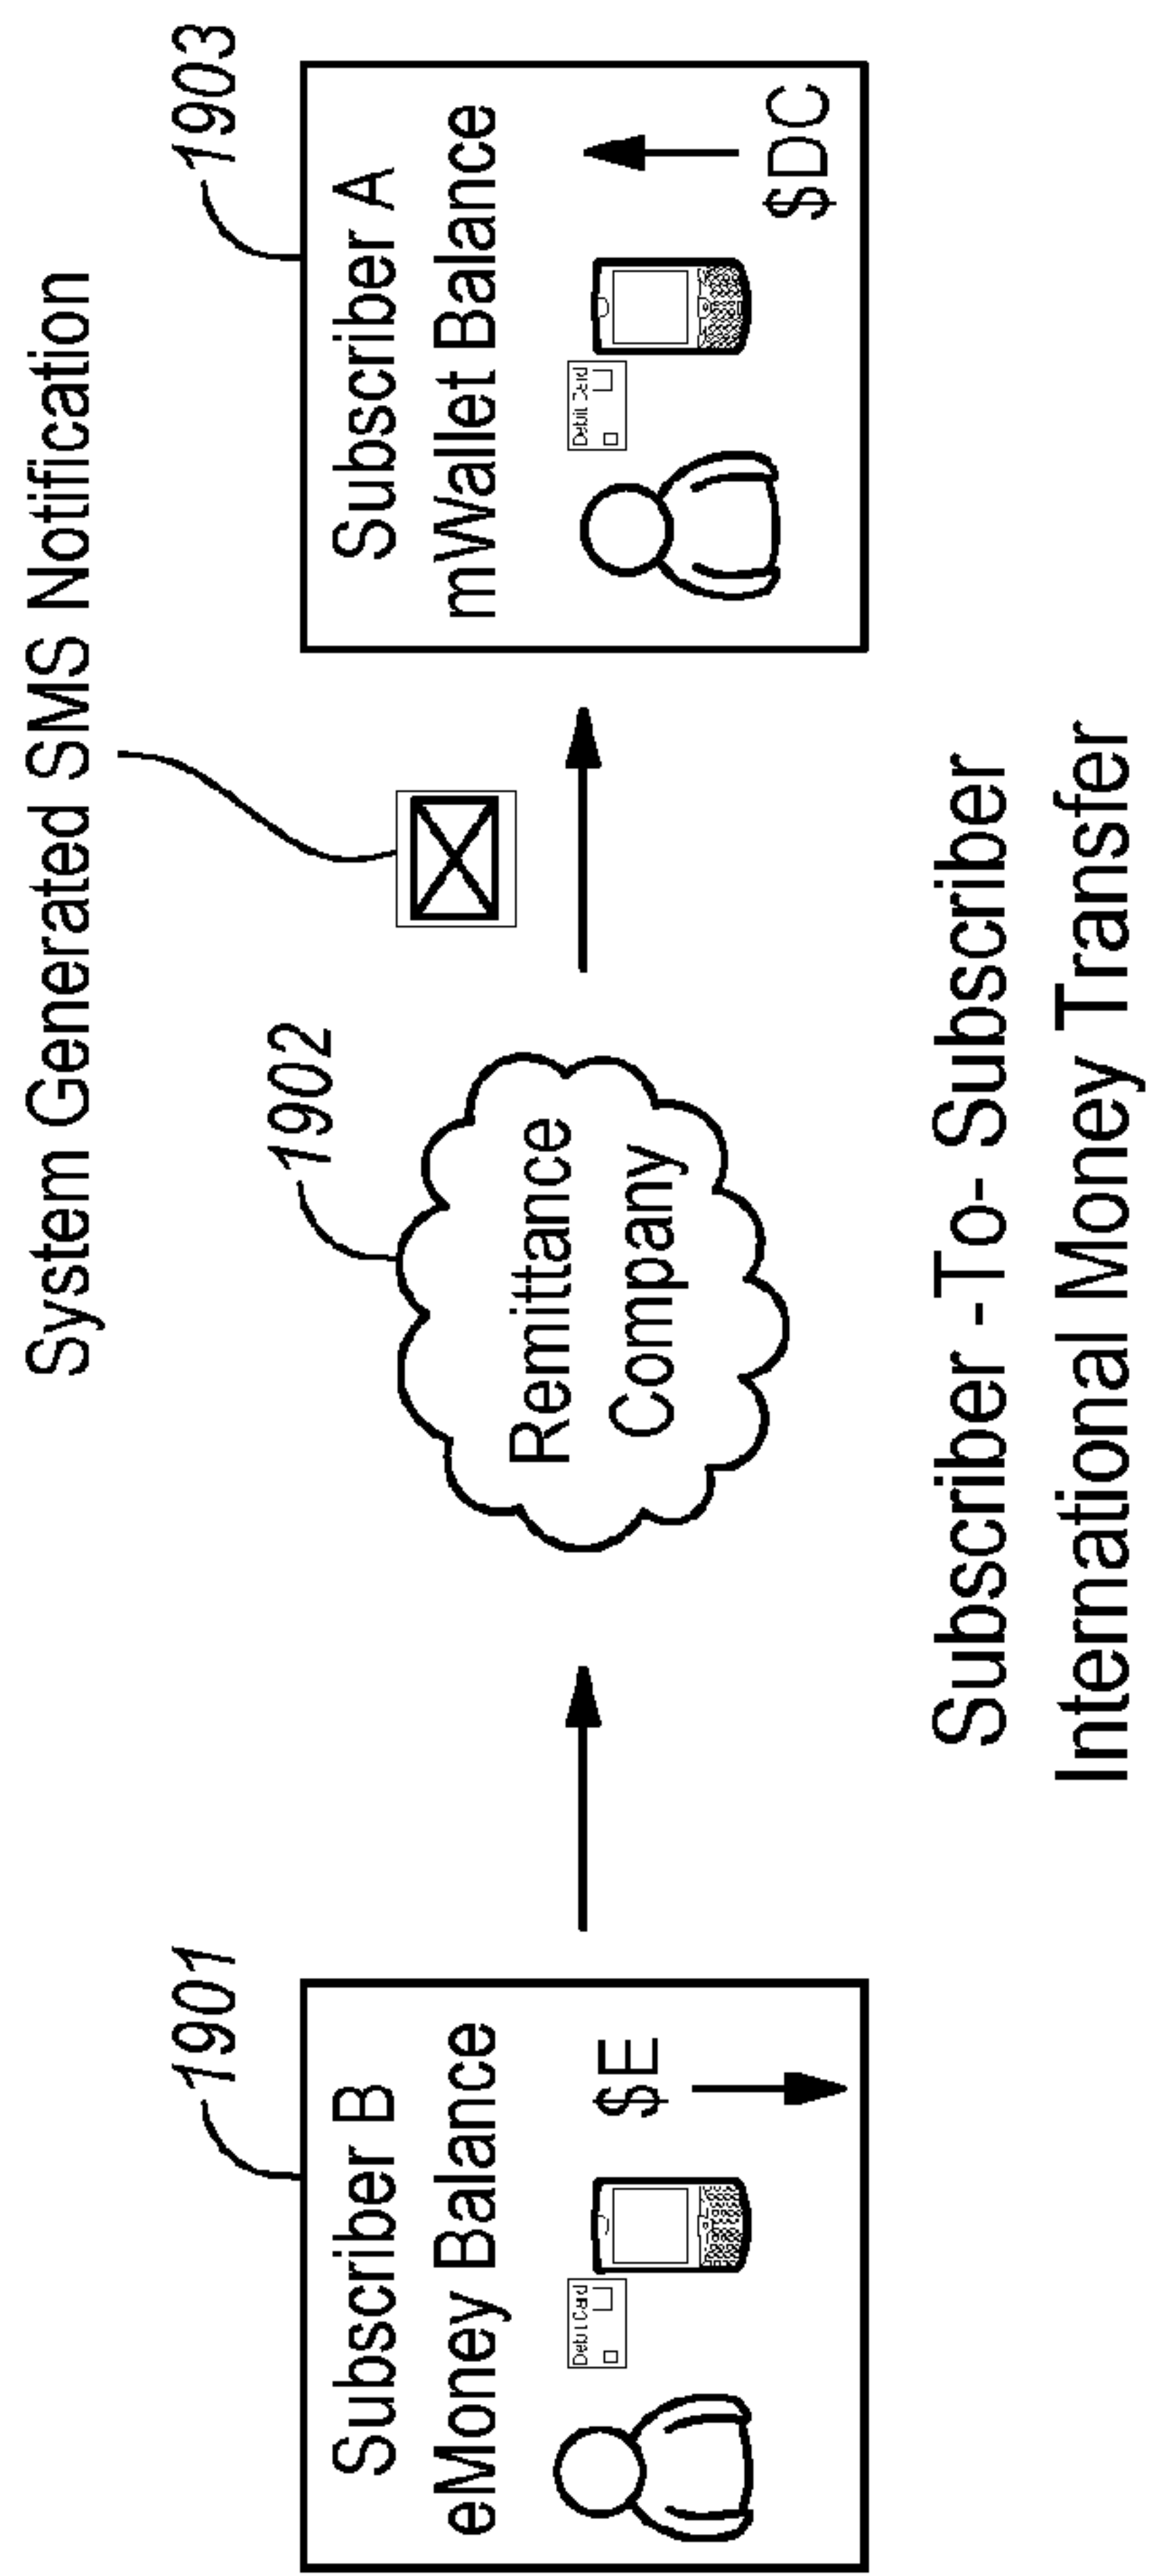 System Generated SMS Notification
1901
1902
1903
Subscriber B
eMoney Balance
Debit Card
$E
Remittance
Company
Subscriber A
mWallet Balance
Debit Card
$DC
Subscriber -To- Subscriber
International Money Transfer